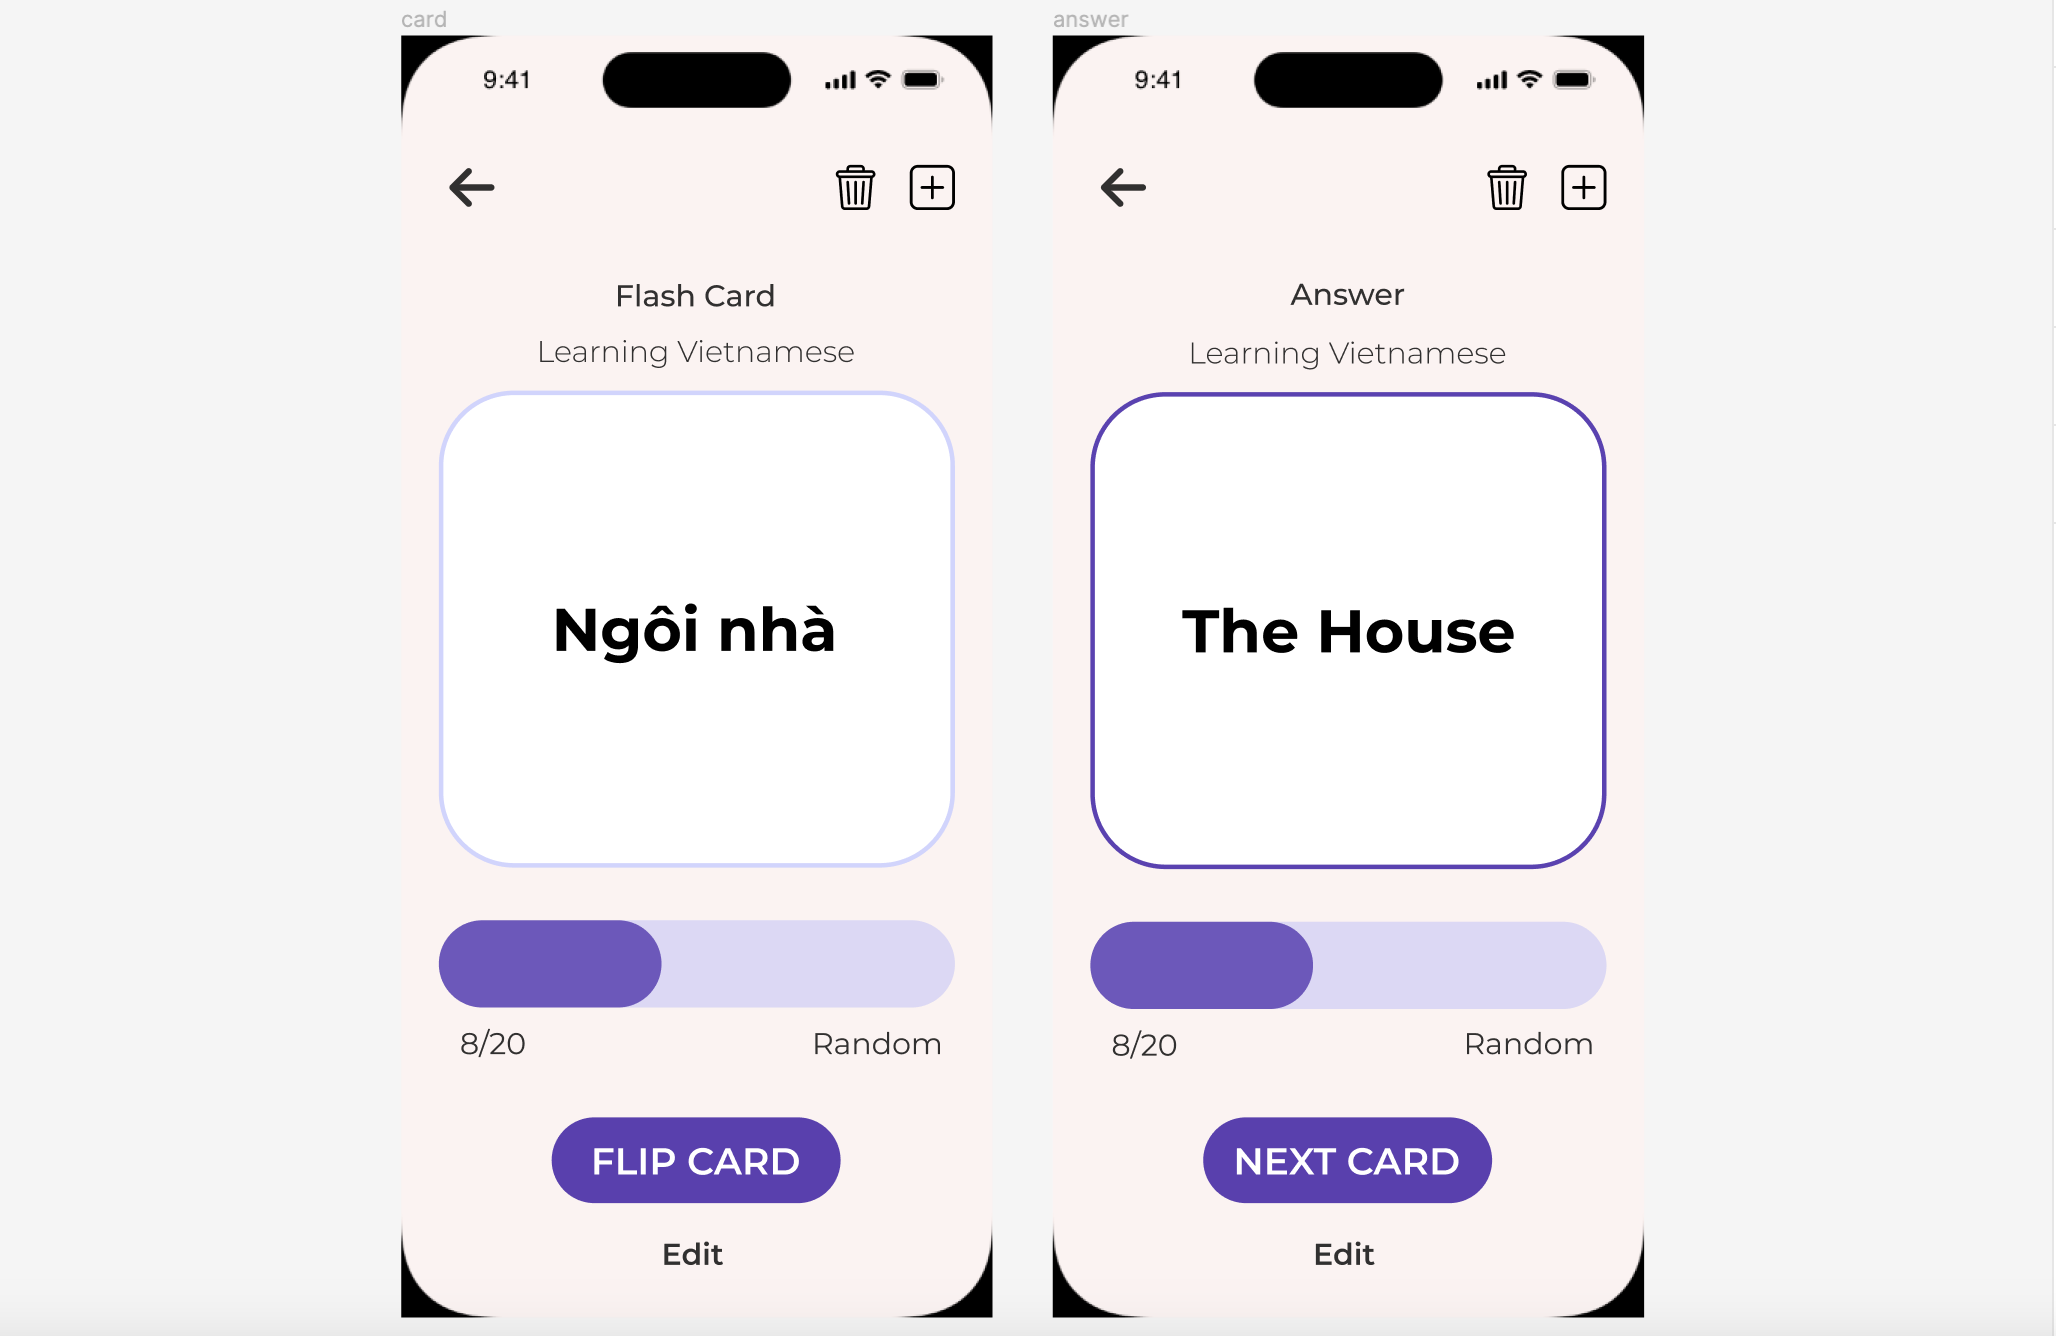 card
9:41
Flash Card
Learning Vietnamese
Ngôi nhà
8/20
Random
FLIP CARD
Edit
answer
9:41
Answer
Learning Vietnamese
The House
8/20
Random
NEXT CARD
Edit